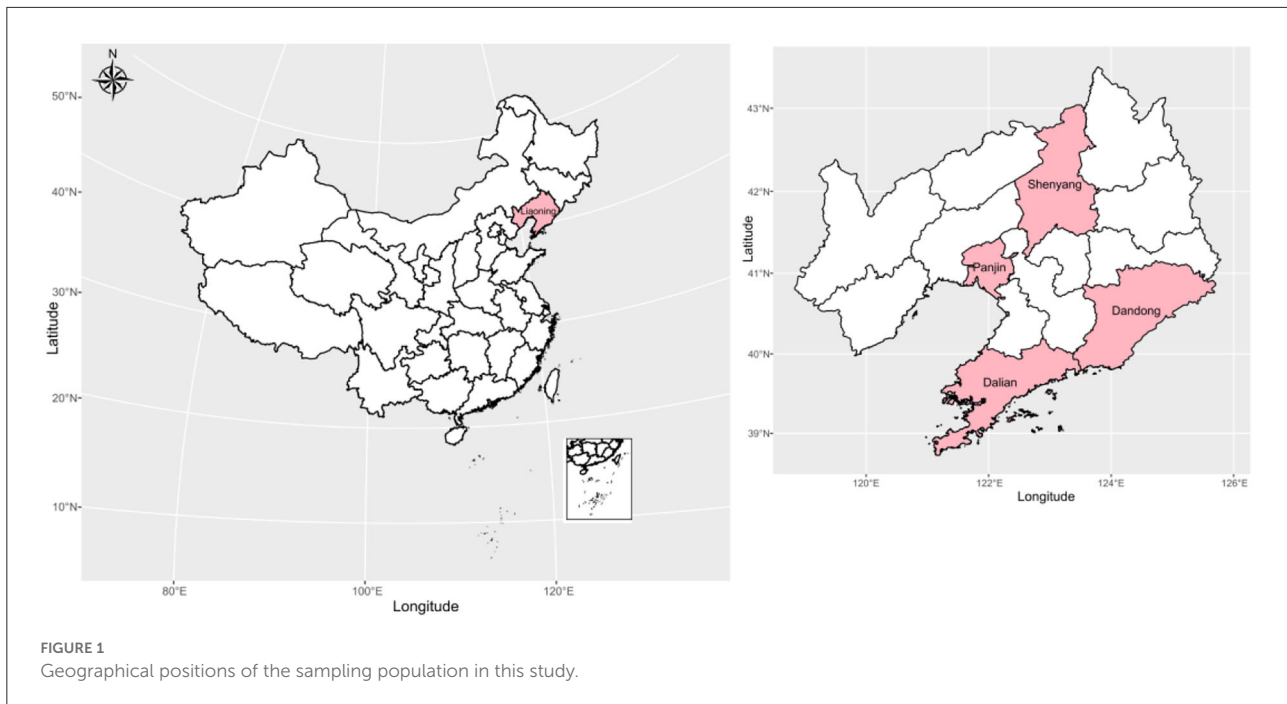 N
50°N
40°N
30°N
20°N
10°N
Latitude
Liaoning
80°E
100°E
120°E
Longitude
43°N
42°N
41°N
40°N
39°N
Latitude
Shenyang
Panjin
Dandong
Dalian
120°E
122°E
124°E
126°E
Longitude
FIGURE 1
Geographical positions of the sampling population in this study.